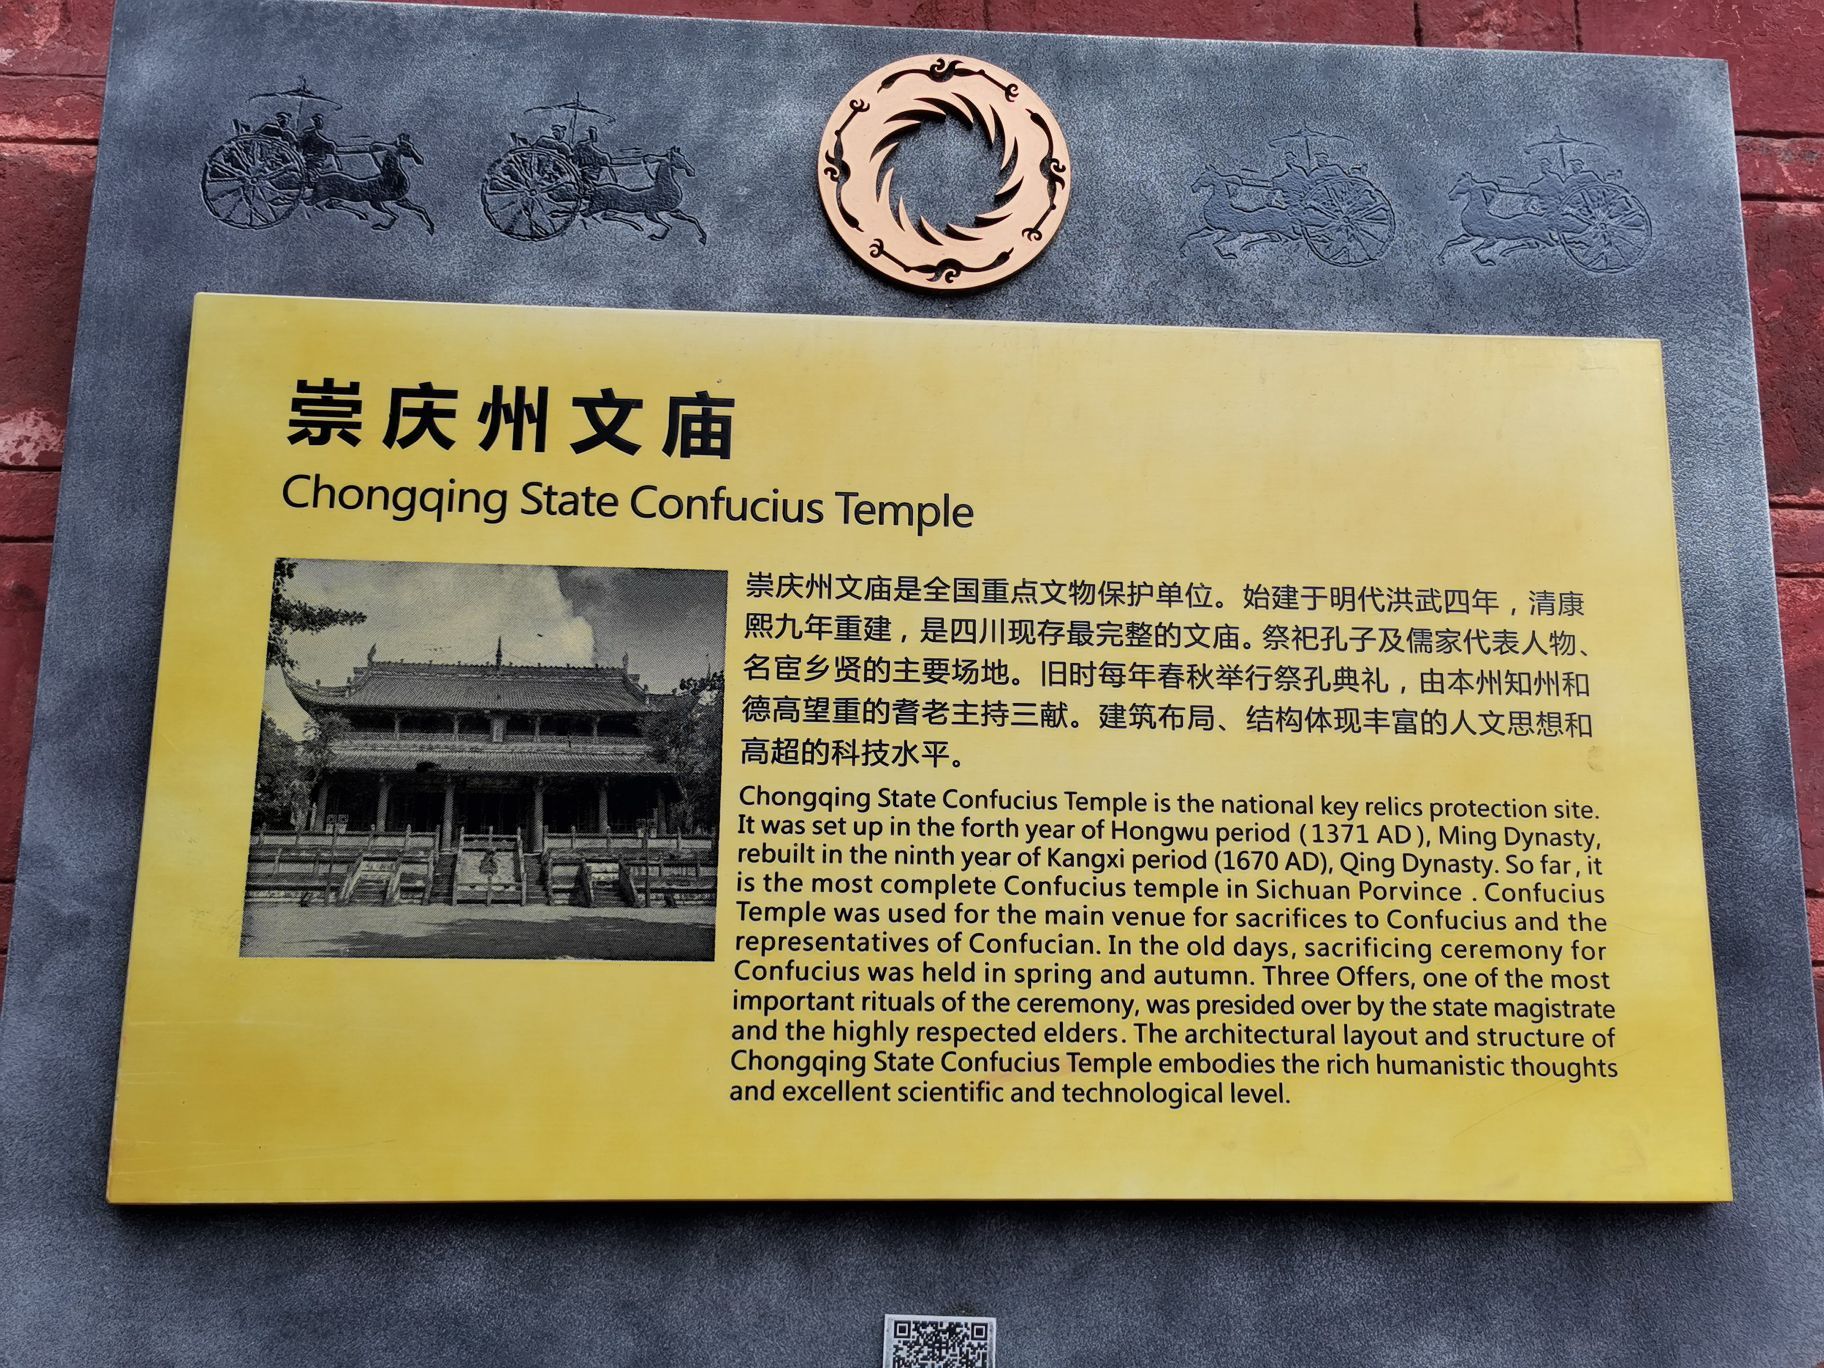 崇庆州文庙
Chongqing State Confucius Temple
崇庆州文庙是全国重点文物保护单位。始建于明代洪武四年，清康
熙九年重建，是四川现存最完整的文庙。祭祀孔子及儒家代表人物、
名宦乡贤的主要场地。旧时每年春秋举行祭孔典礼，由本州知州和
德高望重的耆老主持三献。建筑布局、结构体现丰富的人文思想和
高超的科技水平。
Chongqing State Confucius Temple is the national key relics protection site.
It was set up in the forth year of Hongwu period (1371 AD), Ming Dynasty,
rebuilt in the ninth year of Kangxi period (1670 AD), Qing Dynasty. So far, it
is the most complete Confucius temple in Sichuan Porvince . Confucius
Temple was used for the main venue for sacrifices to Confucius and the
representatives of Confucian. In the old days, sacrificing ceremony for
Confucius was held in spring and autumn. Three Offers, one of the most
important rituals of the ceremony, was presided over by the state magistrate
and the highly respected elders. The architectural layout and structure of
Chongqing State Confucius Temple embodies the rich humanistic thoughts
and excellent scientific and technological level.